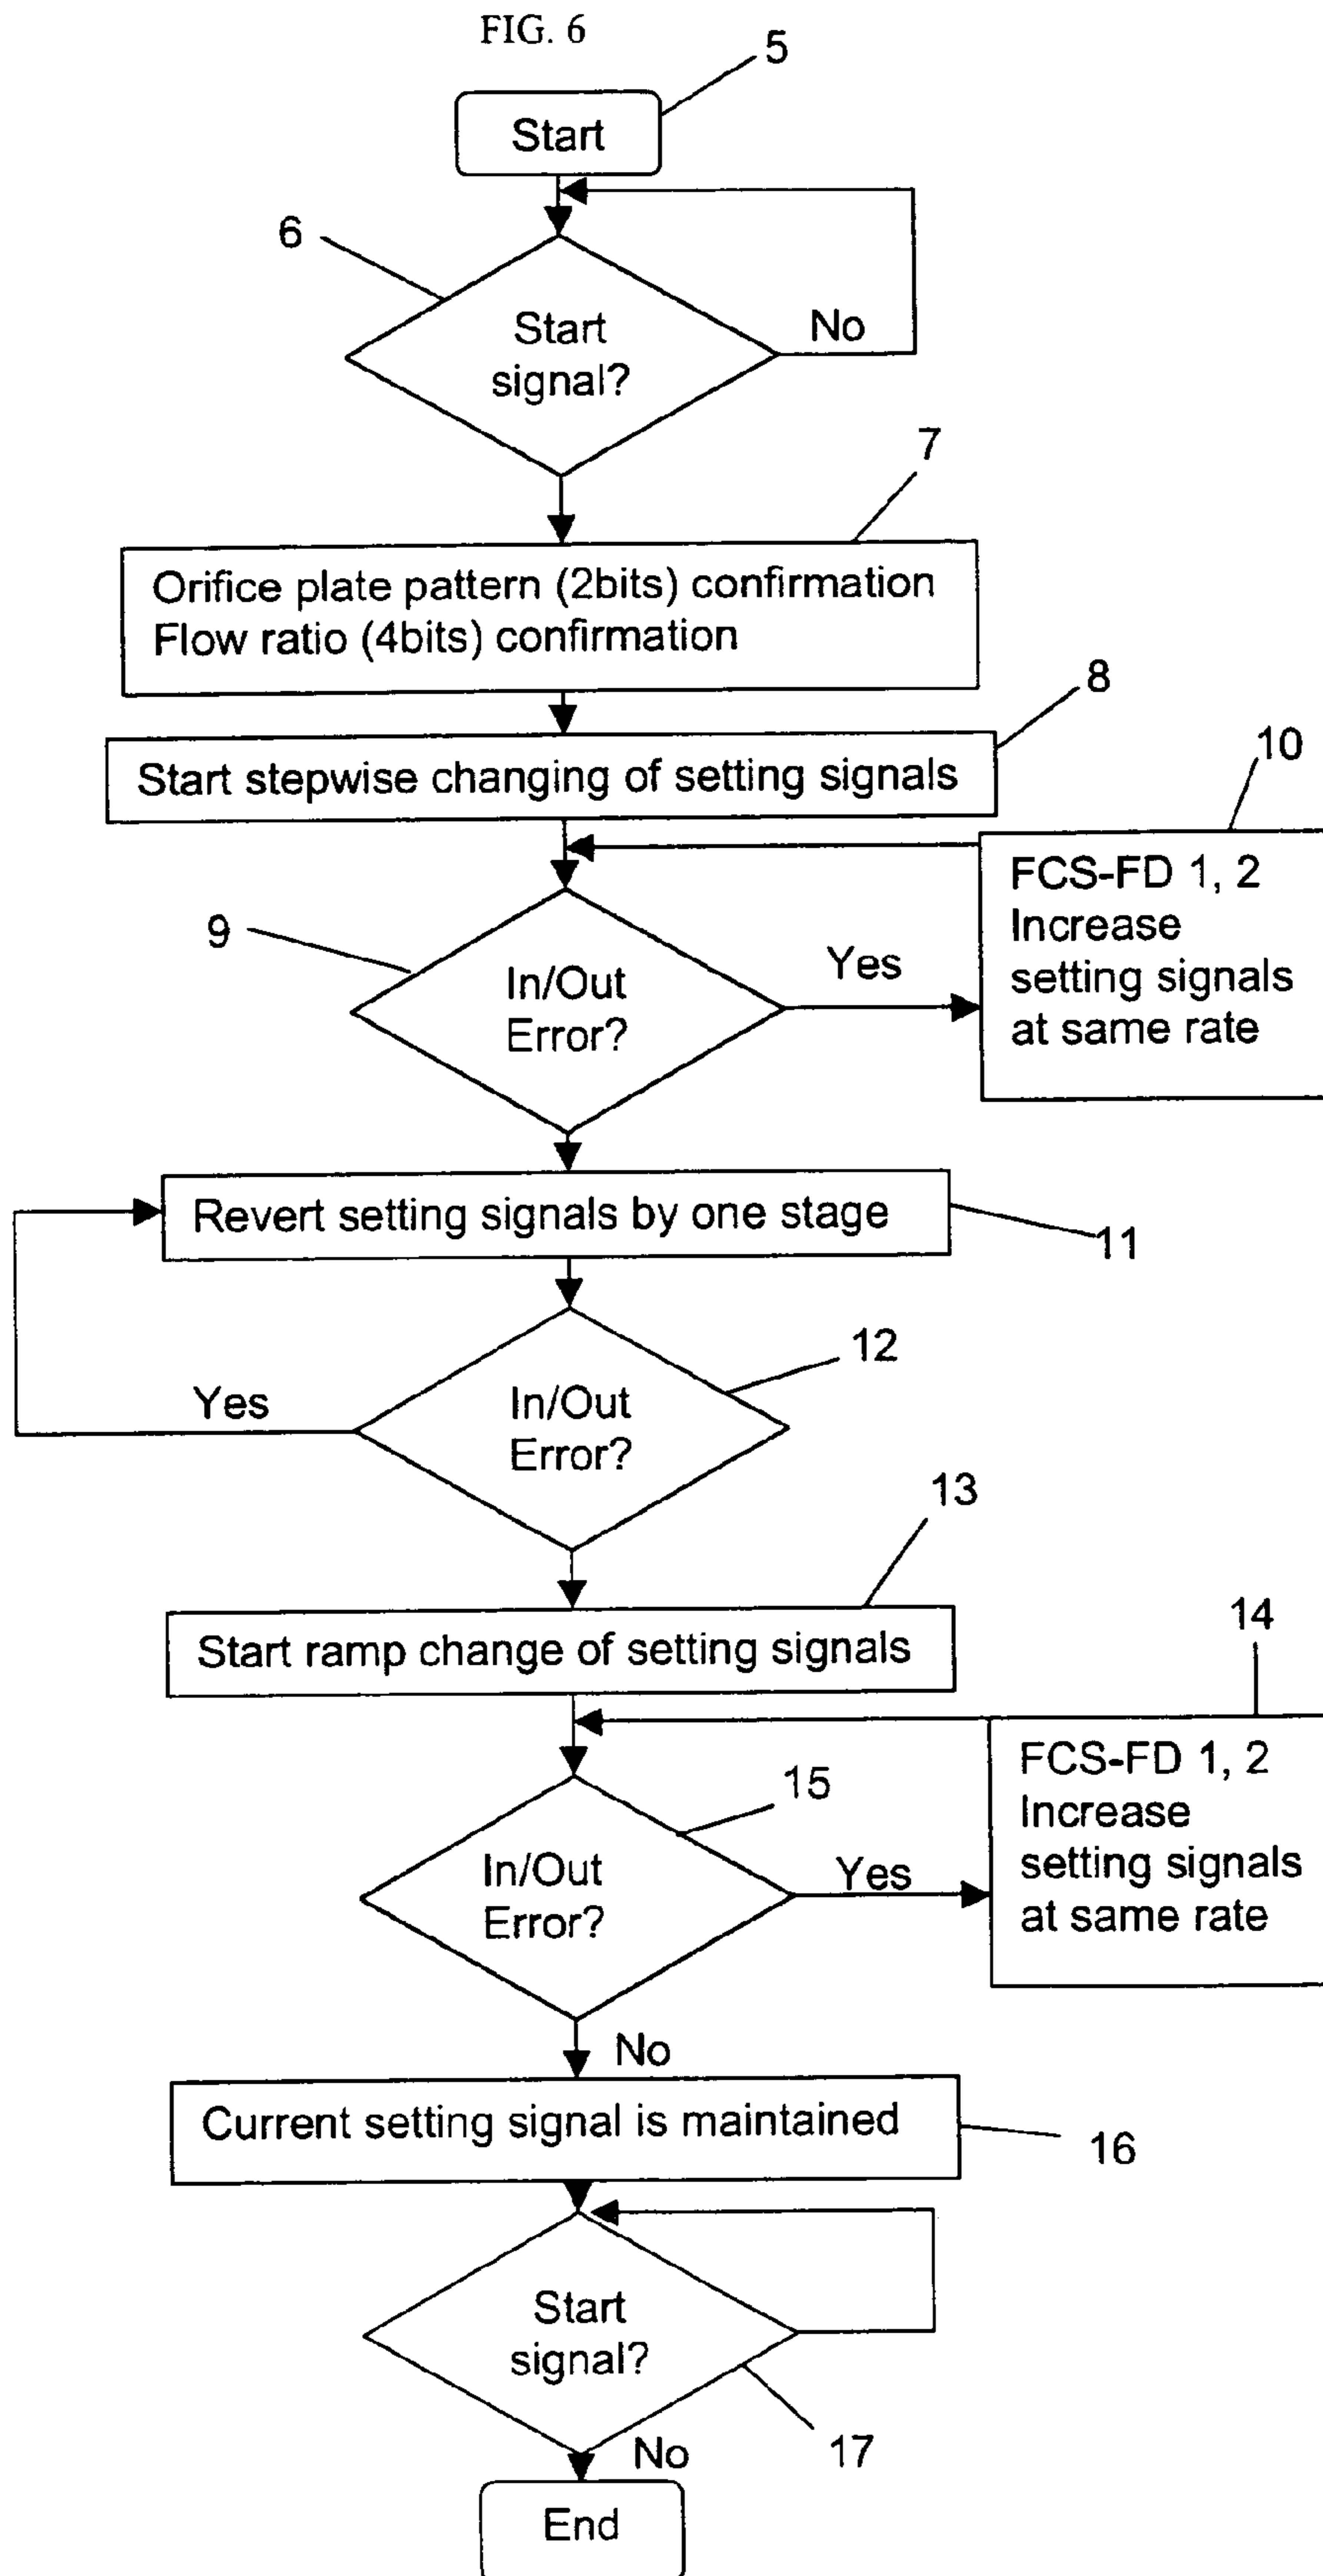 FIG. 6
5
Start
6
Start
signal?
No
7
Orifice plate pattern (2bits) confirmation
Flow ratio (4bits) confirmation
8
Start stepwise changing of setting signals
10
FCS-FD 1, 2
Increase
setting signals
at same rate
9
In/Out
Error?
Yes
Revert setting signals by one stage
11
12
In/Out
Error?
Yes
13
Start ramp change of setting signals
14
FCS-FD 1, 2
Increase
setting signals
at same rate
15
In/Out
Error?
Yes
No
Current setting signal is maintained
16
Start
signal?
17
No
End